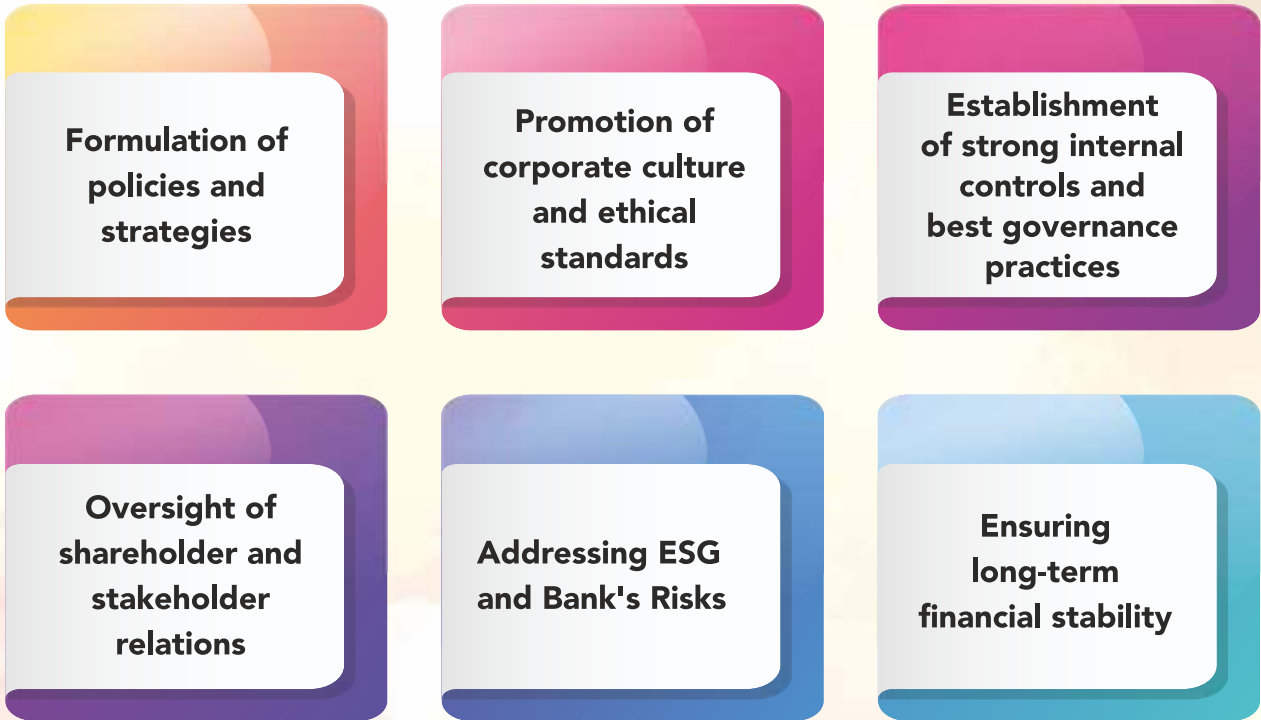 Formulation of
policies and
strategies
Promotion of
corporate culture
and ethical
standards
Establishment
of strong internal
controls and
best governance
practices
Oversight of
shareholder and
stakeholder
relations
Addressing ESG
and Bank's Risks
Ensuring
long-term
financial stability